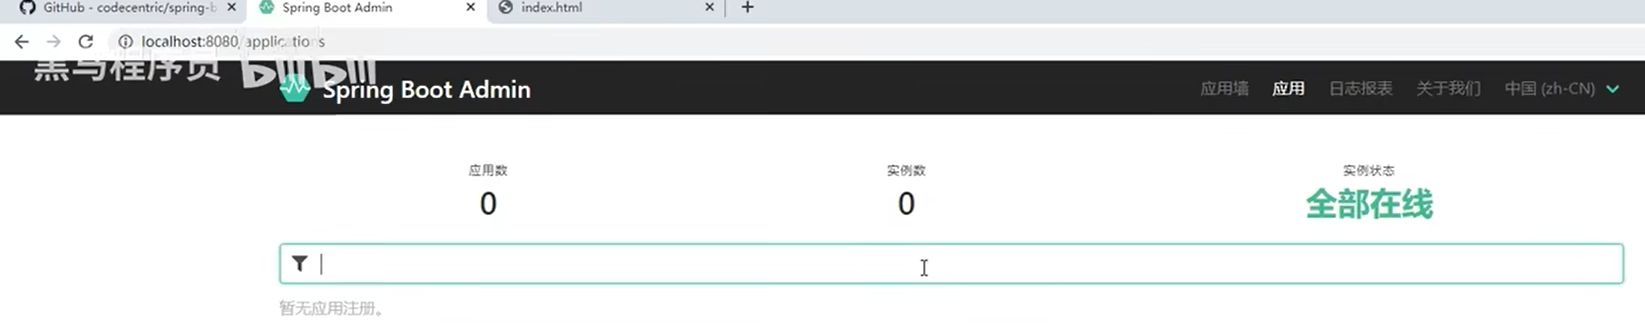 GitHub - codecentric/spring-b
Spring Boot Admin
index.html
localhost:8080/applications
黑马程序员 bilibili
Spring Boot Admin
应用墙 应用 日志报表 关于我们 中国 (zh-CN)
应用数 实例数 实例状态
0 0 全部在线
暂无应用注册。